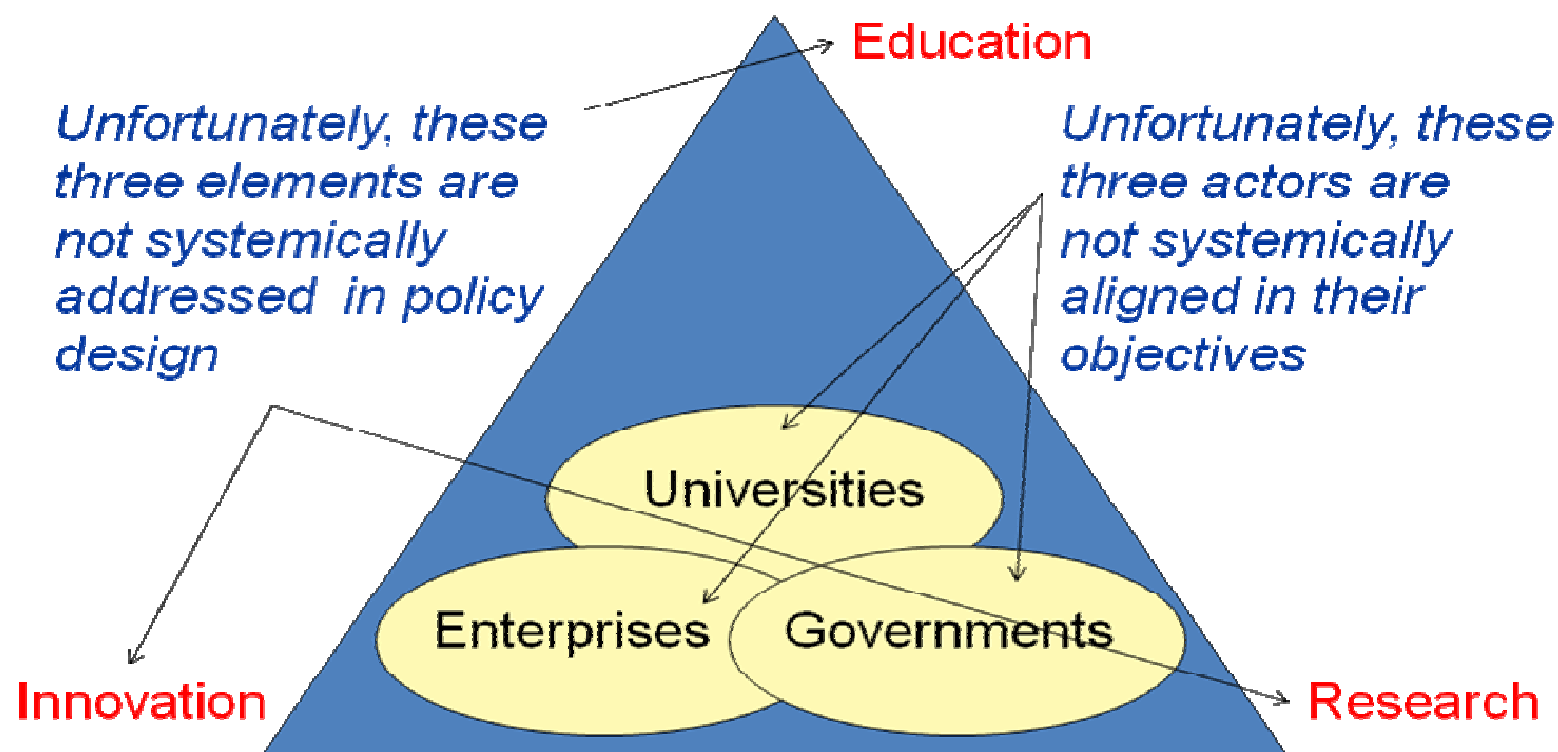 Education
Unfortunately, these
three elements are
not systemically
addressed in policy
design
Unfortunately, these
three actors are
not systemically
aligned in their
objectives
Universities
Enterprises
Governments
Innovation
Research